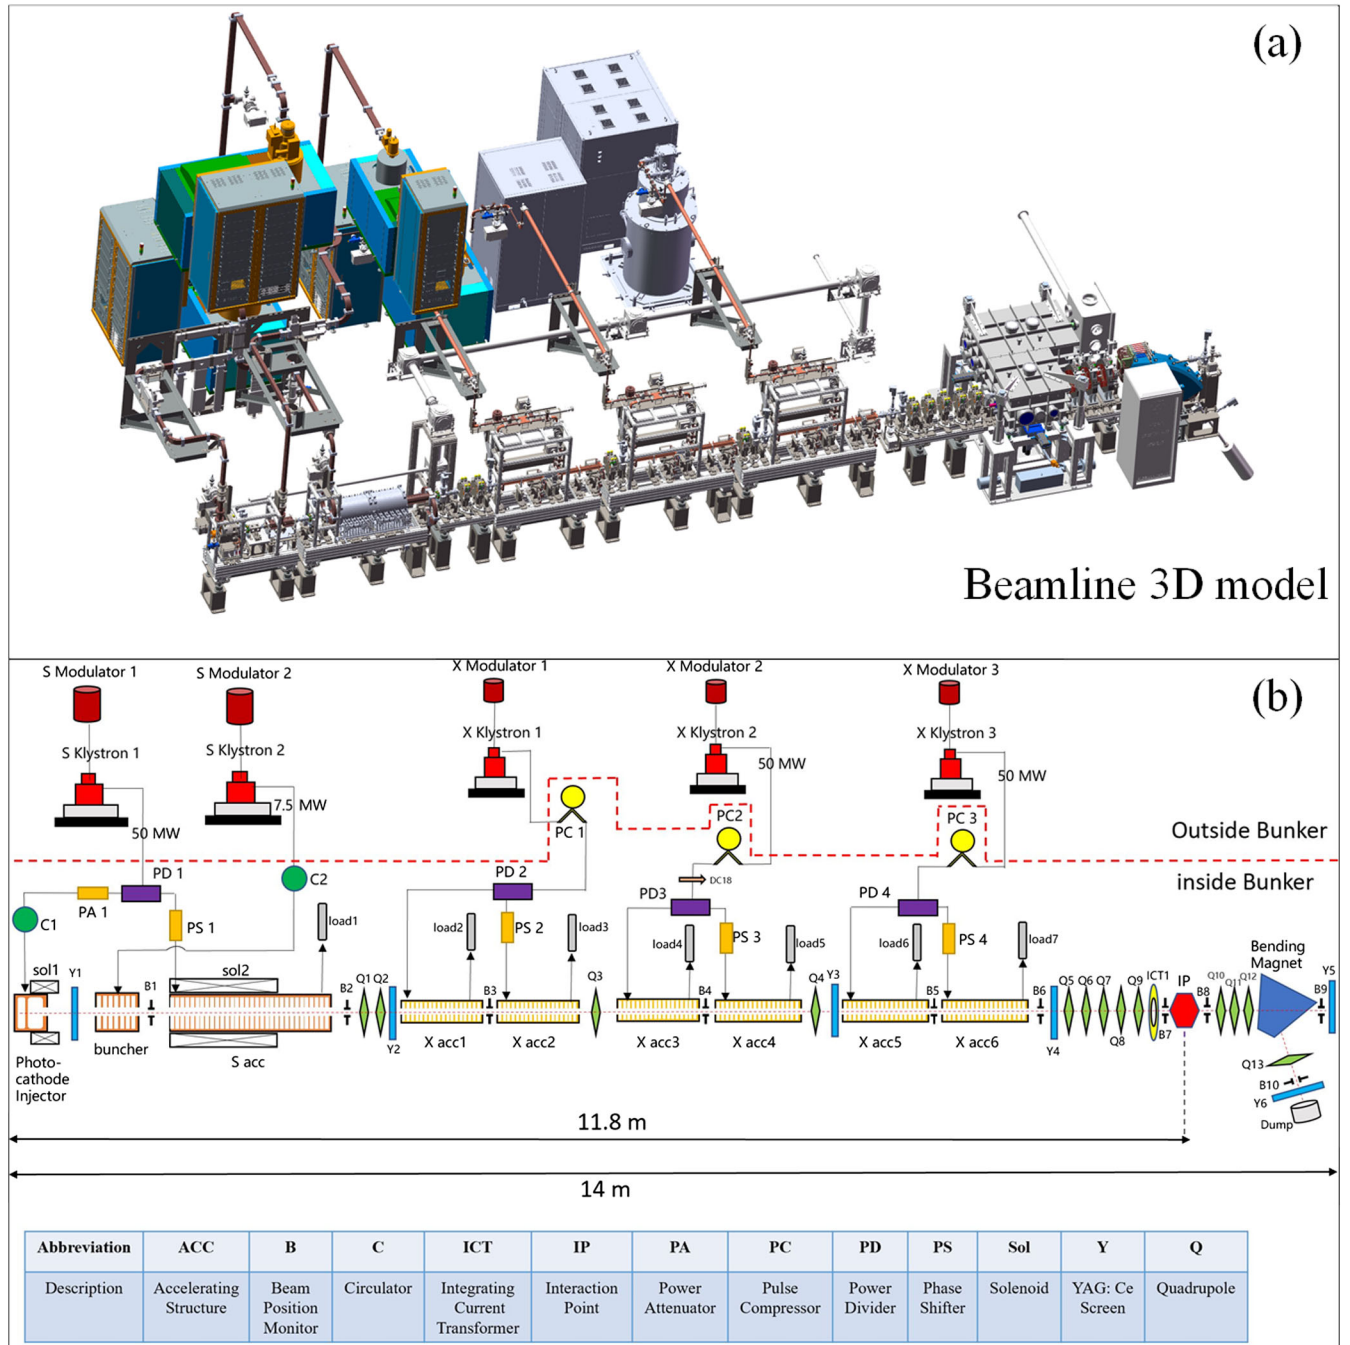 (a)
Beamline 3D model
(b)
S Modulator 1
S Modulator 2
X Modulator 1
X Modulator 2
X Modulator 3
S Klystron 1
S Klystron 2
X Klystron 1
X Klystron 2
X Klystron 3
50 MW
7.5 MW
50 MW
50 MW
PC 1
PC2
PC 3
Outside Bunker
inside Bunker
PD 1
PA 1
C1
PS 1
C2
load1
PD 2
load2
PS 2
load3
DC18
PD3
load4
PS 3
load5
PD 4
load6
PS 4
load7
sol1
Y1
B1
sol2
B2
Q1
Q2
B3
Q3
B4
Q4
Y3
B5
B6
Q5
Q6
Q7
Q9
ICT1
IP
B8
Q10
Q11
Q12
Bending
Magnet
Y5
B9
Photo-
cathode
Injector
buncher
S acc
Y2
X acc1
X acc2
X acc3
X acc4
X acc5
X acc6
Y4
Q8
B7
Q13
B10
Y6
Dump
11.8 m
14 m
Abbreviation ACC B C ICT IP PA PC PD PS Sol Y Q
Description Accelerating Structure Beam Position Monitor Circulator Integrating Current Transformer Interaction Point Power Attenuator Pulse Compressor Power Divider Phase Shifter Solenoid YAG: Ce Screen Quadrupole